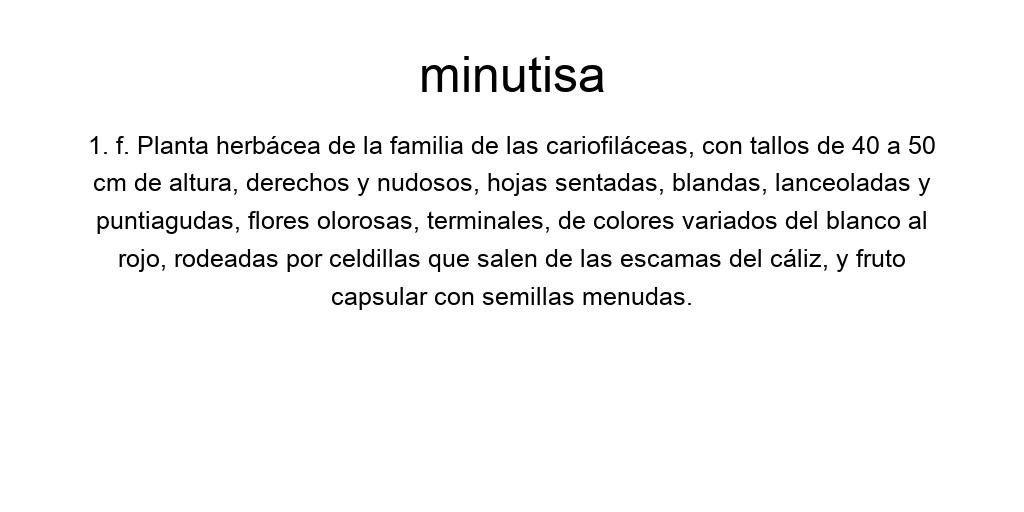 minutisa
1. f. Planta herbácea de la familia de las cariofiláceas, con tallos de 40 a 50
cm de altura, derechos y nudosos, hojas sentadas, blandas, lanceoladas y
puntiagudas, flores olorosas, terminales, de colores variados del blanco al
rojo, rodeadas por celdillas que salen de las escamas del cáliz, y fruto
capsular con semillas menudas.